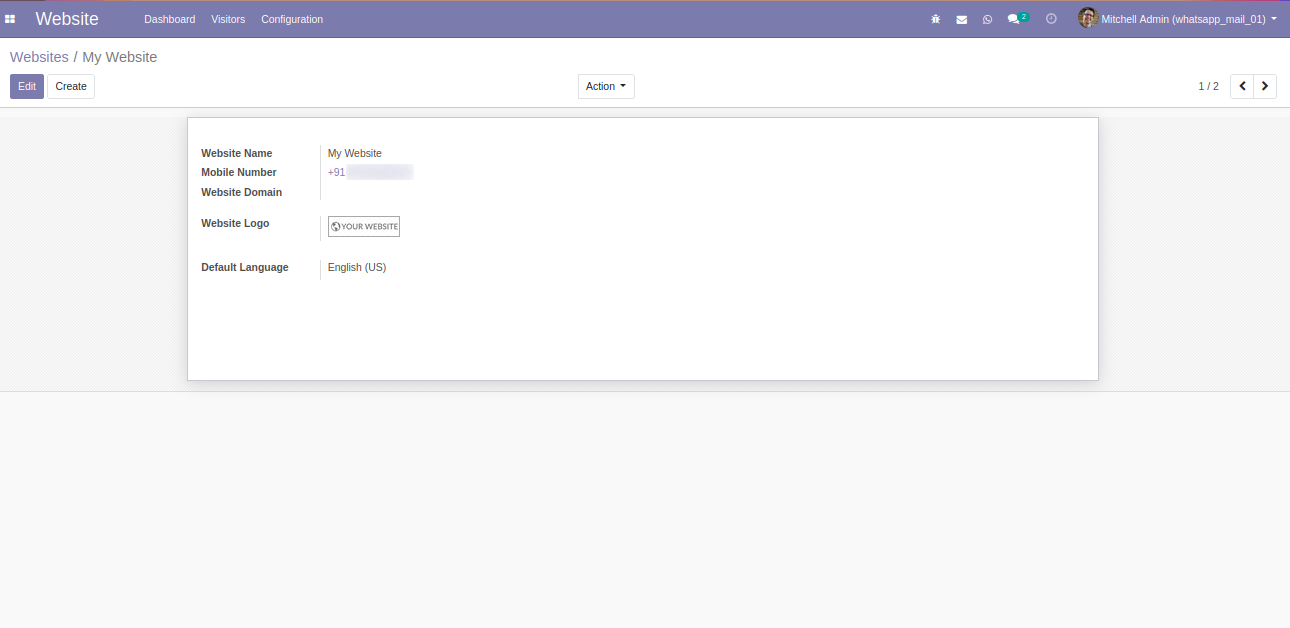 Website Dashboard Visitors Configuration 2 Mitchell Admin (whatsapp_mail_01)
Websites / My Website
Edit Create Action 1 / 2
Website Name My Website
Mobile Number +91
Website Domain
Website Logo YOUR WEBSITE
Default Language English (US)